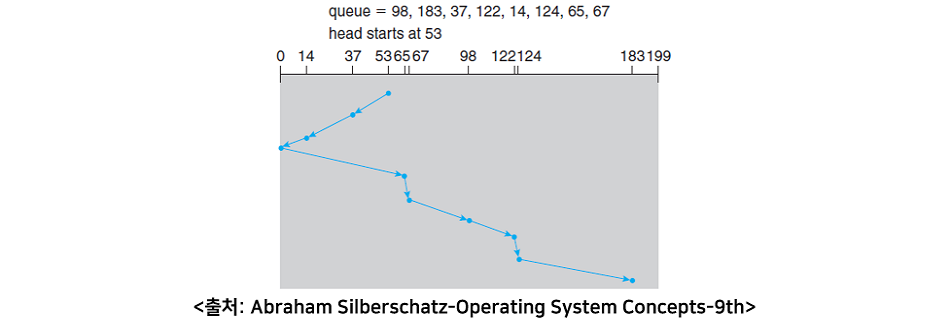 queue = 98, 183, 37, 122, 14, 124, 65, 67
head starts at 53
0 14 37 53 65 67 98 122 124 183 199
<출처: Abraham Silberschatz-Operating System Concepts-9th>